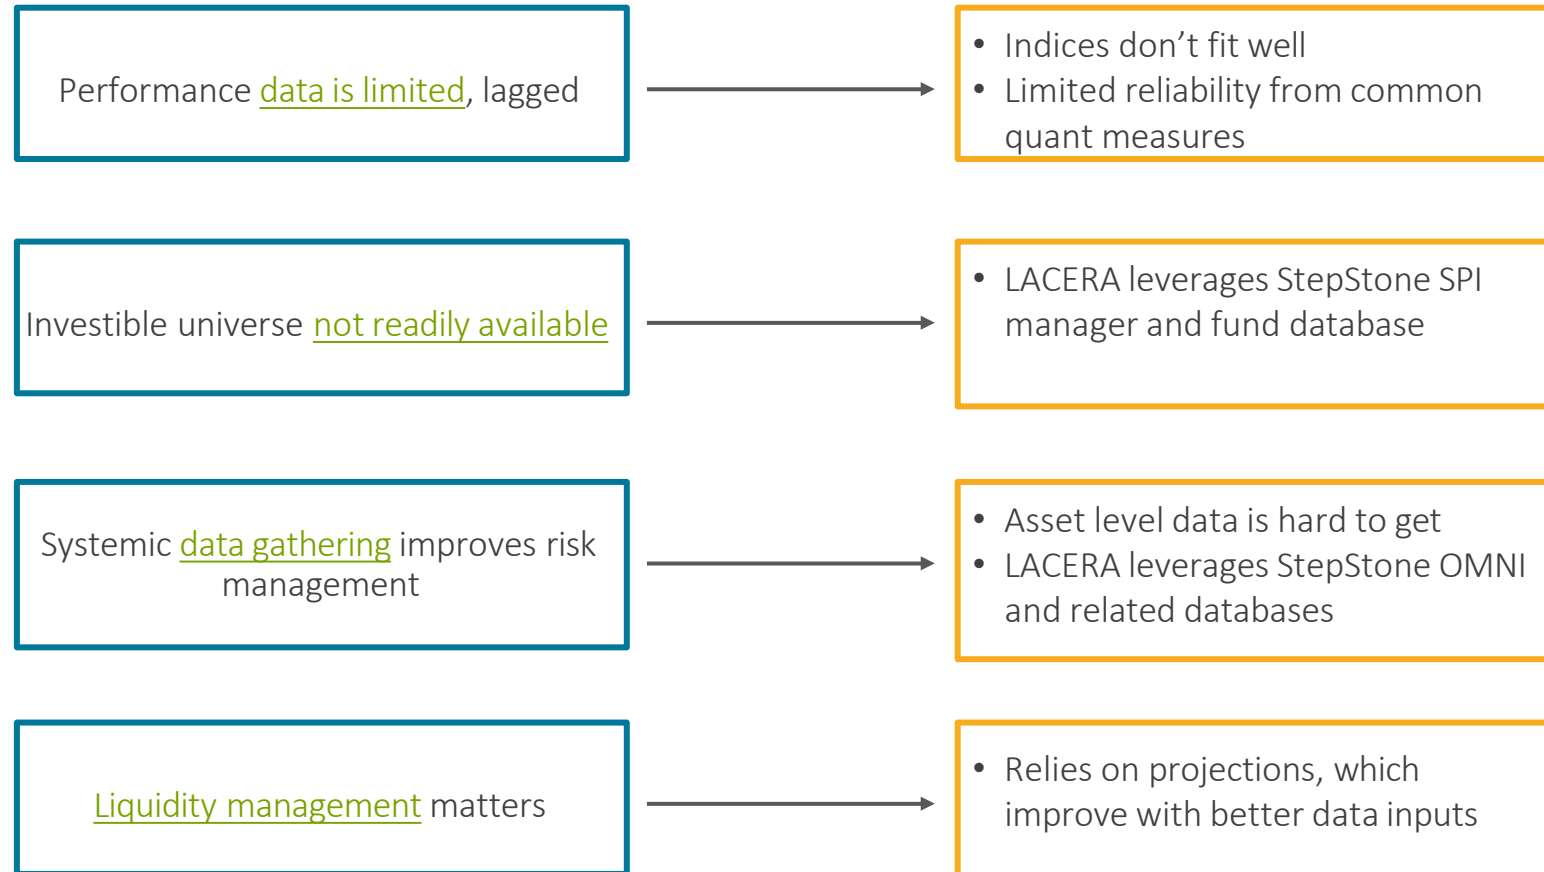 Performance data is limited, lagged
• Indices don’t fit well
• Limited reliability from common
quant measures
Investible universe not readily available
• LACERA leverages StepStone SPI
manager and fund database
Systemic data gathering improves risk
management
• Asset level data is hard to get
• LACERA leverages StepStone OMNI
and related databases
Liquidity management matters
• Relies on projections, which
improve with better data inputs